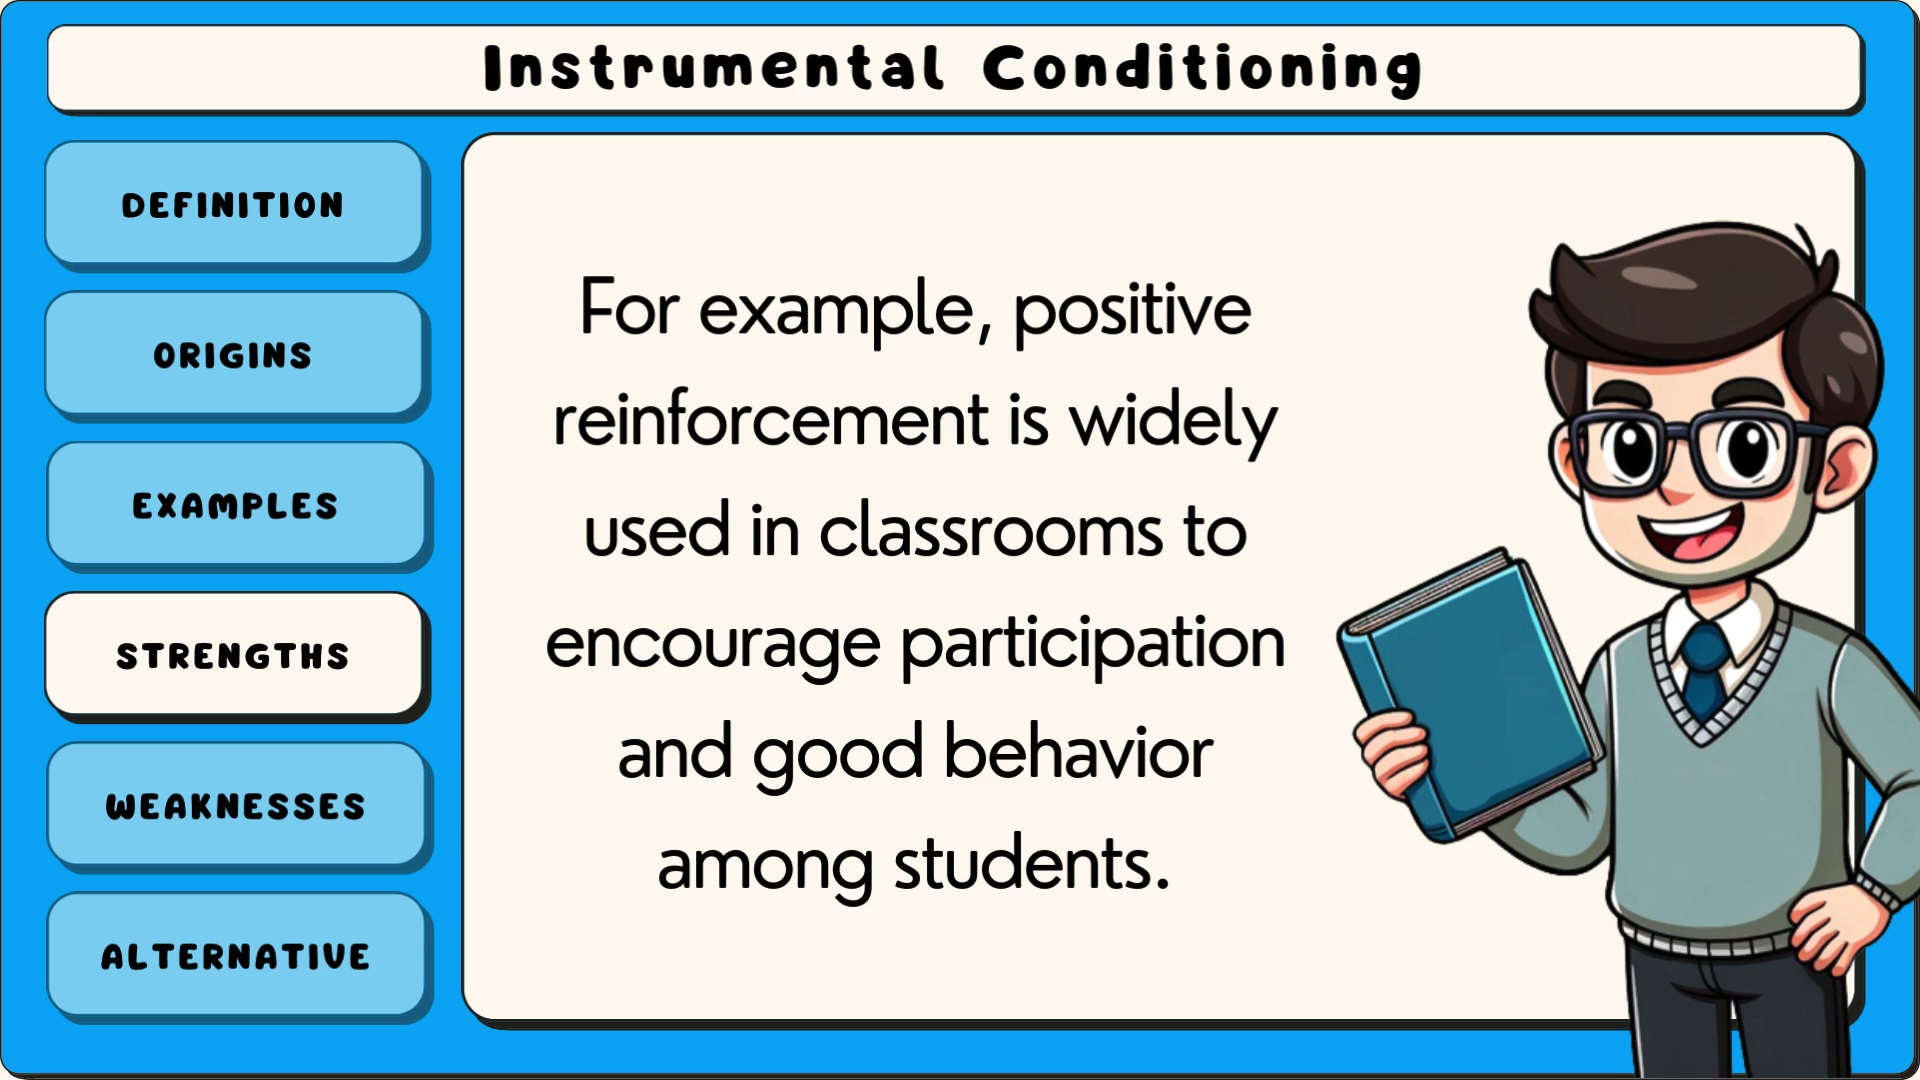 Instrumental Conditioning
DEFINITION
ORIGINS
EXAMPLES
STRENGTHS
WEAKNESSES
ALTERNATIVE
For example, positive
reinforcement is widely
used in classrooms to
encourage participation
and good behavior
among students.